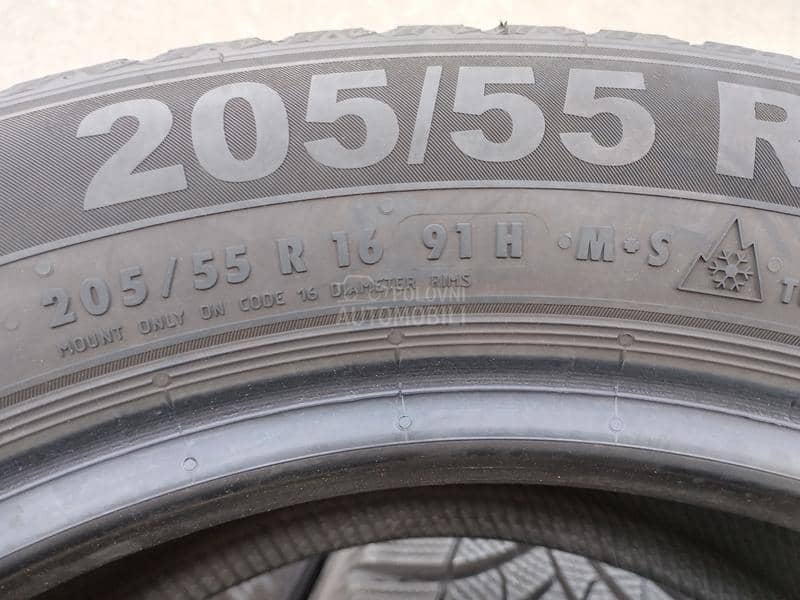 205/55 R
205/55 R 16 91 H ·M·S T
MOUNT ONLY ON CODE 16 DIAMETER RIMS
POLOVNI
AUTOMOBILI